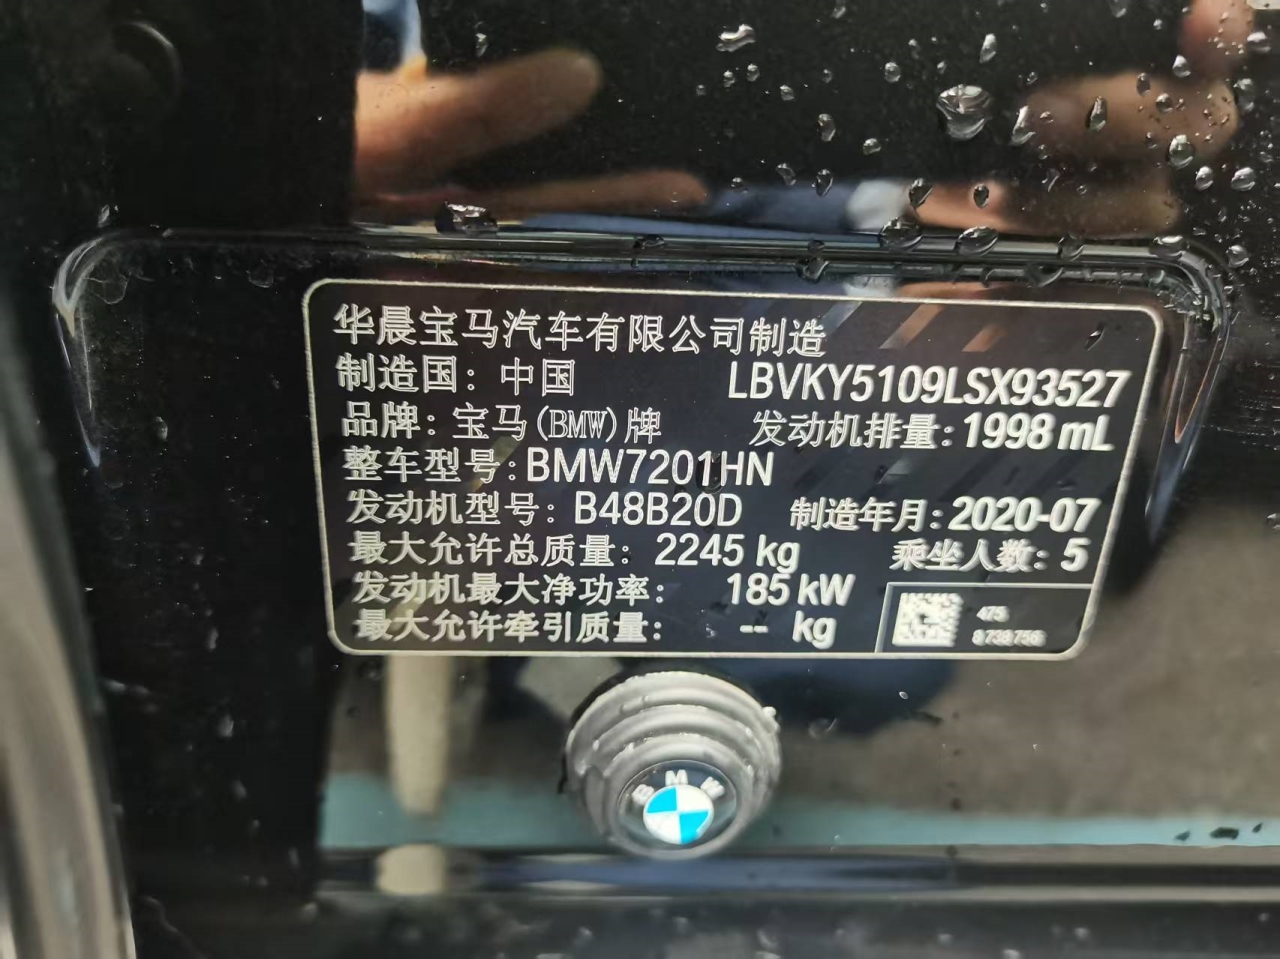 华晨宝马汽车有限公司制造
制造国：中国 LBVKY5109LSX93527
品牌：宝马(BMW)牌 发动机排量：1998 mL
整车型号：BMW7201HN
发动机型号：B48B20D 制造年月：2020-07
最大允许总质量：2245 kg 乘坐人数：5
发动机最大净功率：185 kW
最大允许牵引质量：-- kg
475
8738756
BMW